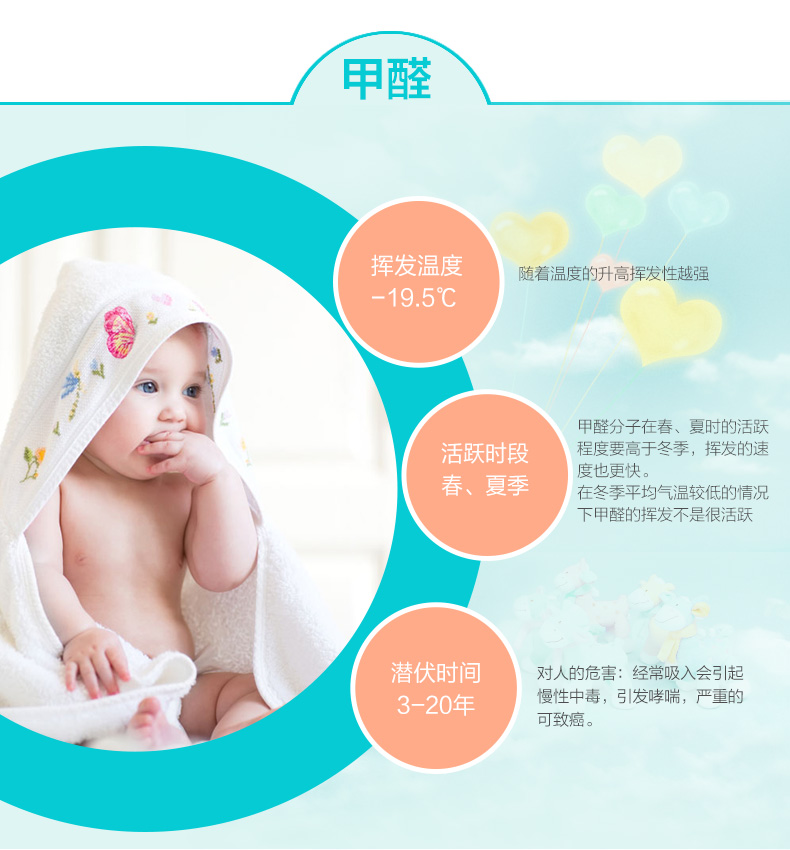 甲醛
挥发温度
-19.5℃
随着温度的升高挥发性越强
活跃时段
春、夏季
甲醛分子在春、夏时的活跃
程度要高于冬季，挥发的速
度也更快。
在冬季平均气温较低的情况
下甲醛的挥发不是很活跃
潜伏时间
3-20年
对人的危害：经常吸入会引起
慢性中毒，引发哮喘，严重的
可致癌。